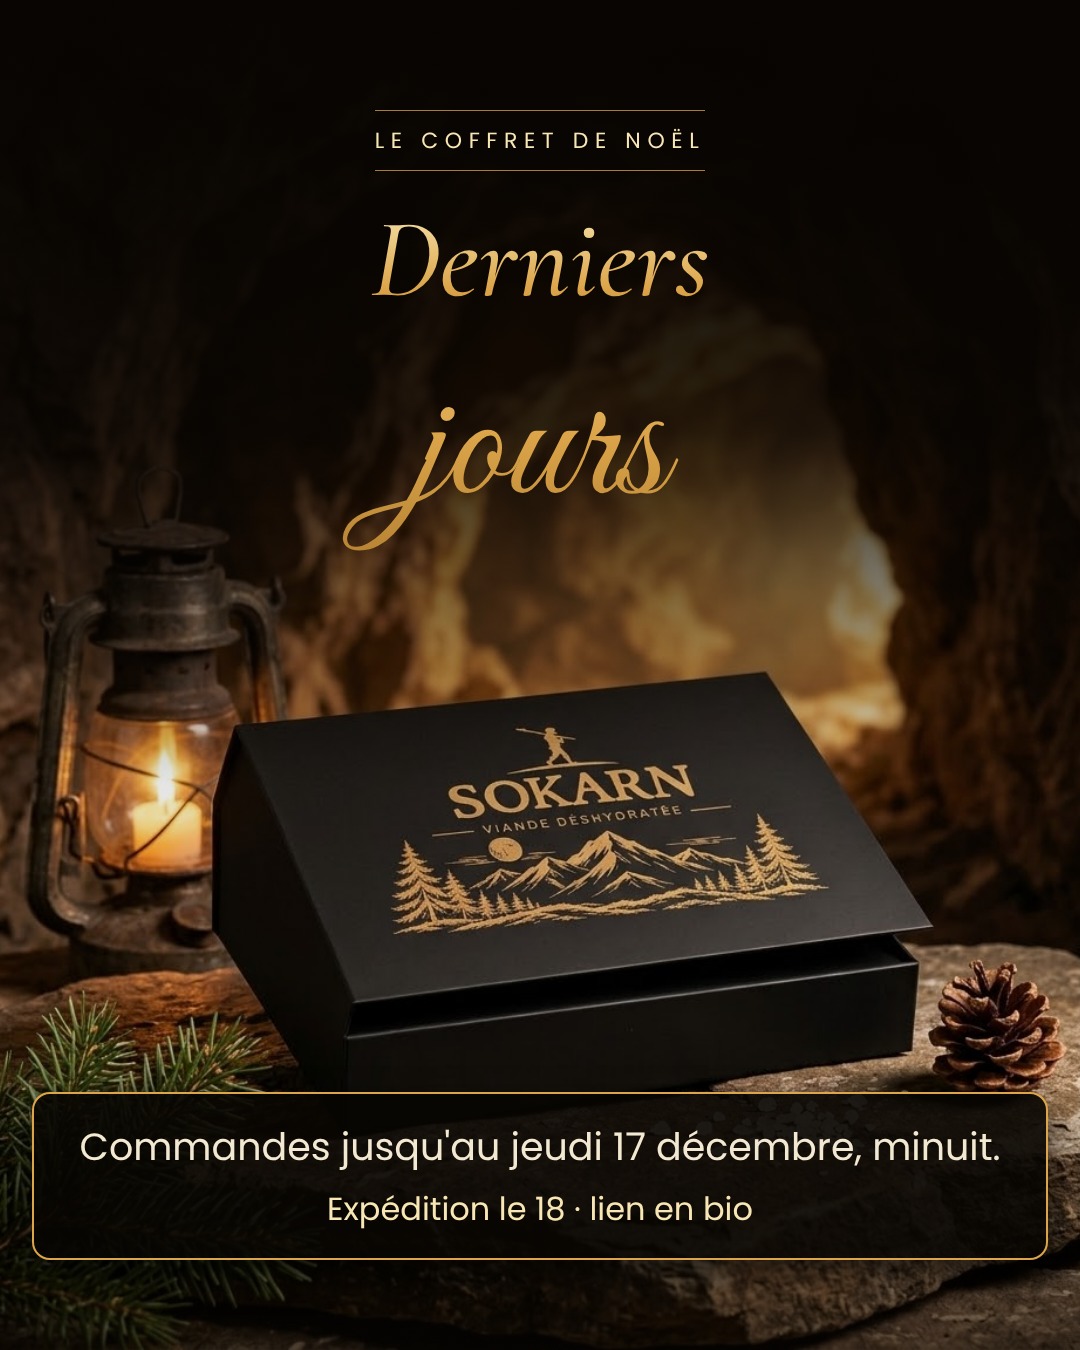 LE COFFRET DE NOËL
Derniers
jours
SOKARN
VIANDE DÉSHYDRATÉE
Commandes jusqu'au jeudi 17 décembre, minuit.
Expédition le 18 · lien en bio